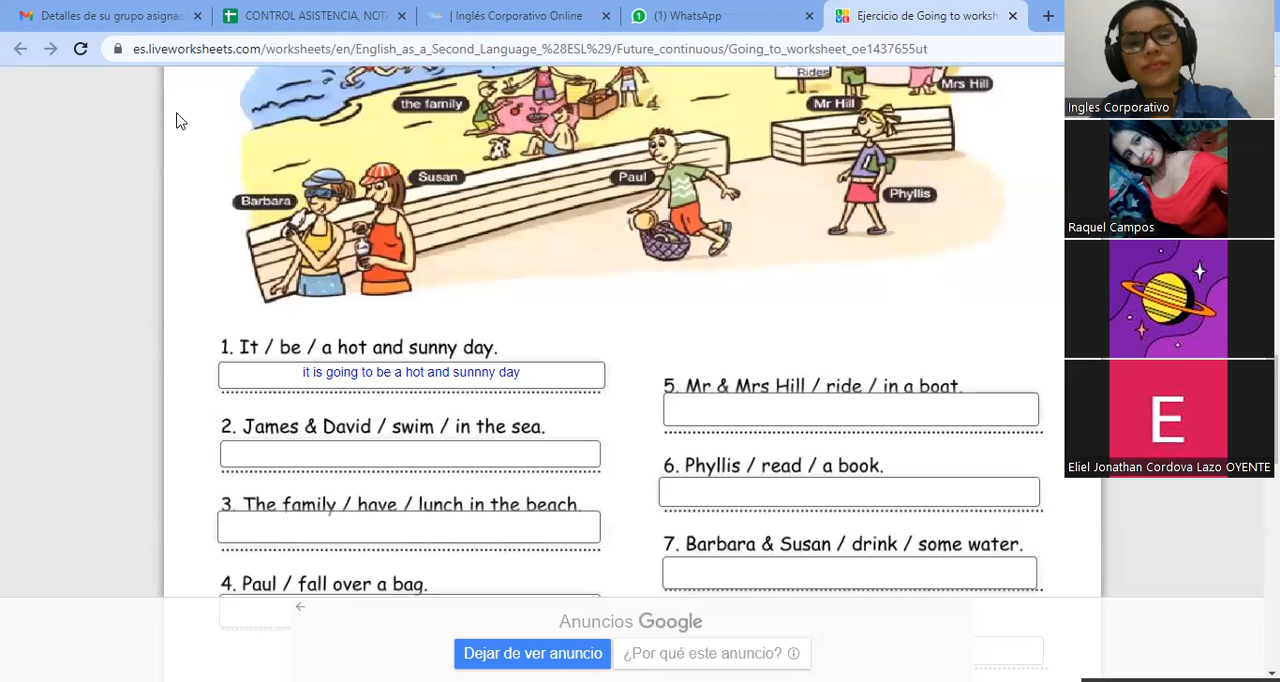 Detalles de su grupo asignad
CONTROL ASISTENCIA, NOTA
Inglés Corporativo Online
(1) WhatsApp
Ejercicio de Going to worksh
es.liveworksheets.com/worksheets/en/English_as_a_Second_Language_%28ESL%29/Future_continuous/Going_to_worksheet_oe1437655ut
Rides
the family
Mr Hill
Mrs Hill
Barbara
Susan
Paul
Phyllis
1. It / be / a hot and sunny day.
it is going to be a hot and sunnny day
2. James & David / swim / in the sea.
3. The family / have / lunch in the beach.
4. Paul / fall over a bag.
5. Mr & Mrs Hill / ride / in a boat.
6. Phyllis / read / a book.
7. Barbara & Susan / drink / some water.
Anuncios Google
Dejar de ver anuncio
¿Por qué este anuncio?
Ingles Corporativo
Raquel Campos
E
Eliel Jonathan Cordova Lazo OYENTE